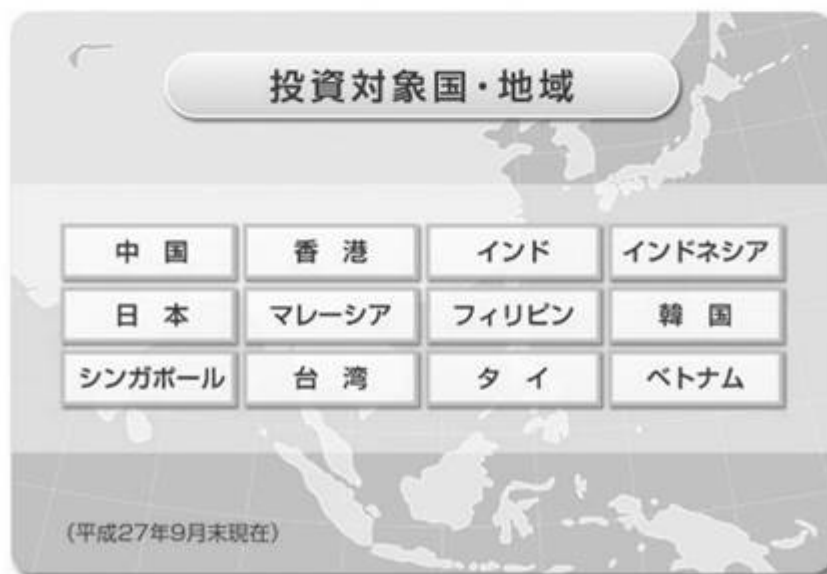 投資対象国・地域
中　国　香　港　インド　インドネシア
日　本　マレーシア　フィリピン　韓　国
シンガポール　台　湾　タ　イ　ベトナム
(平成27年9月末現在)